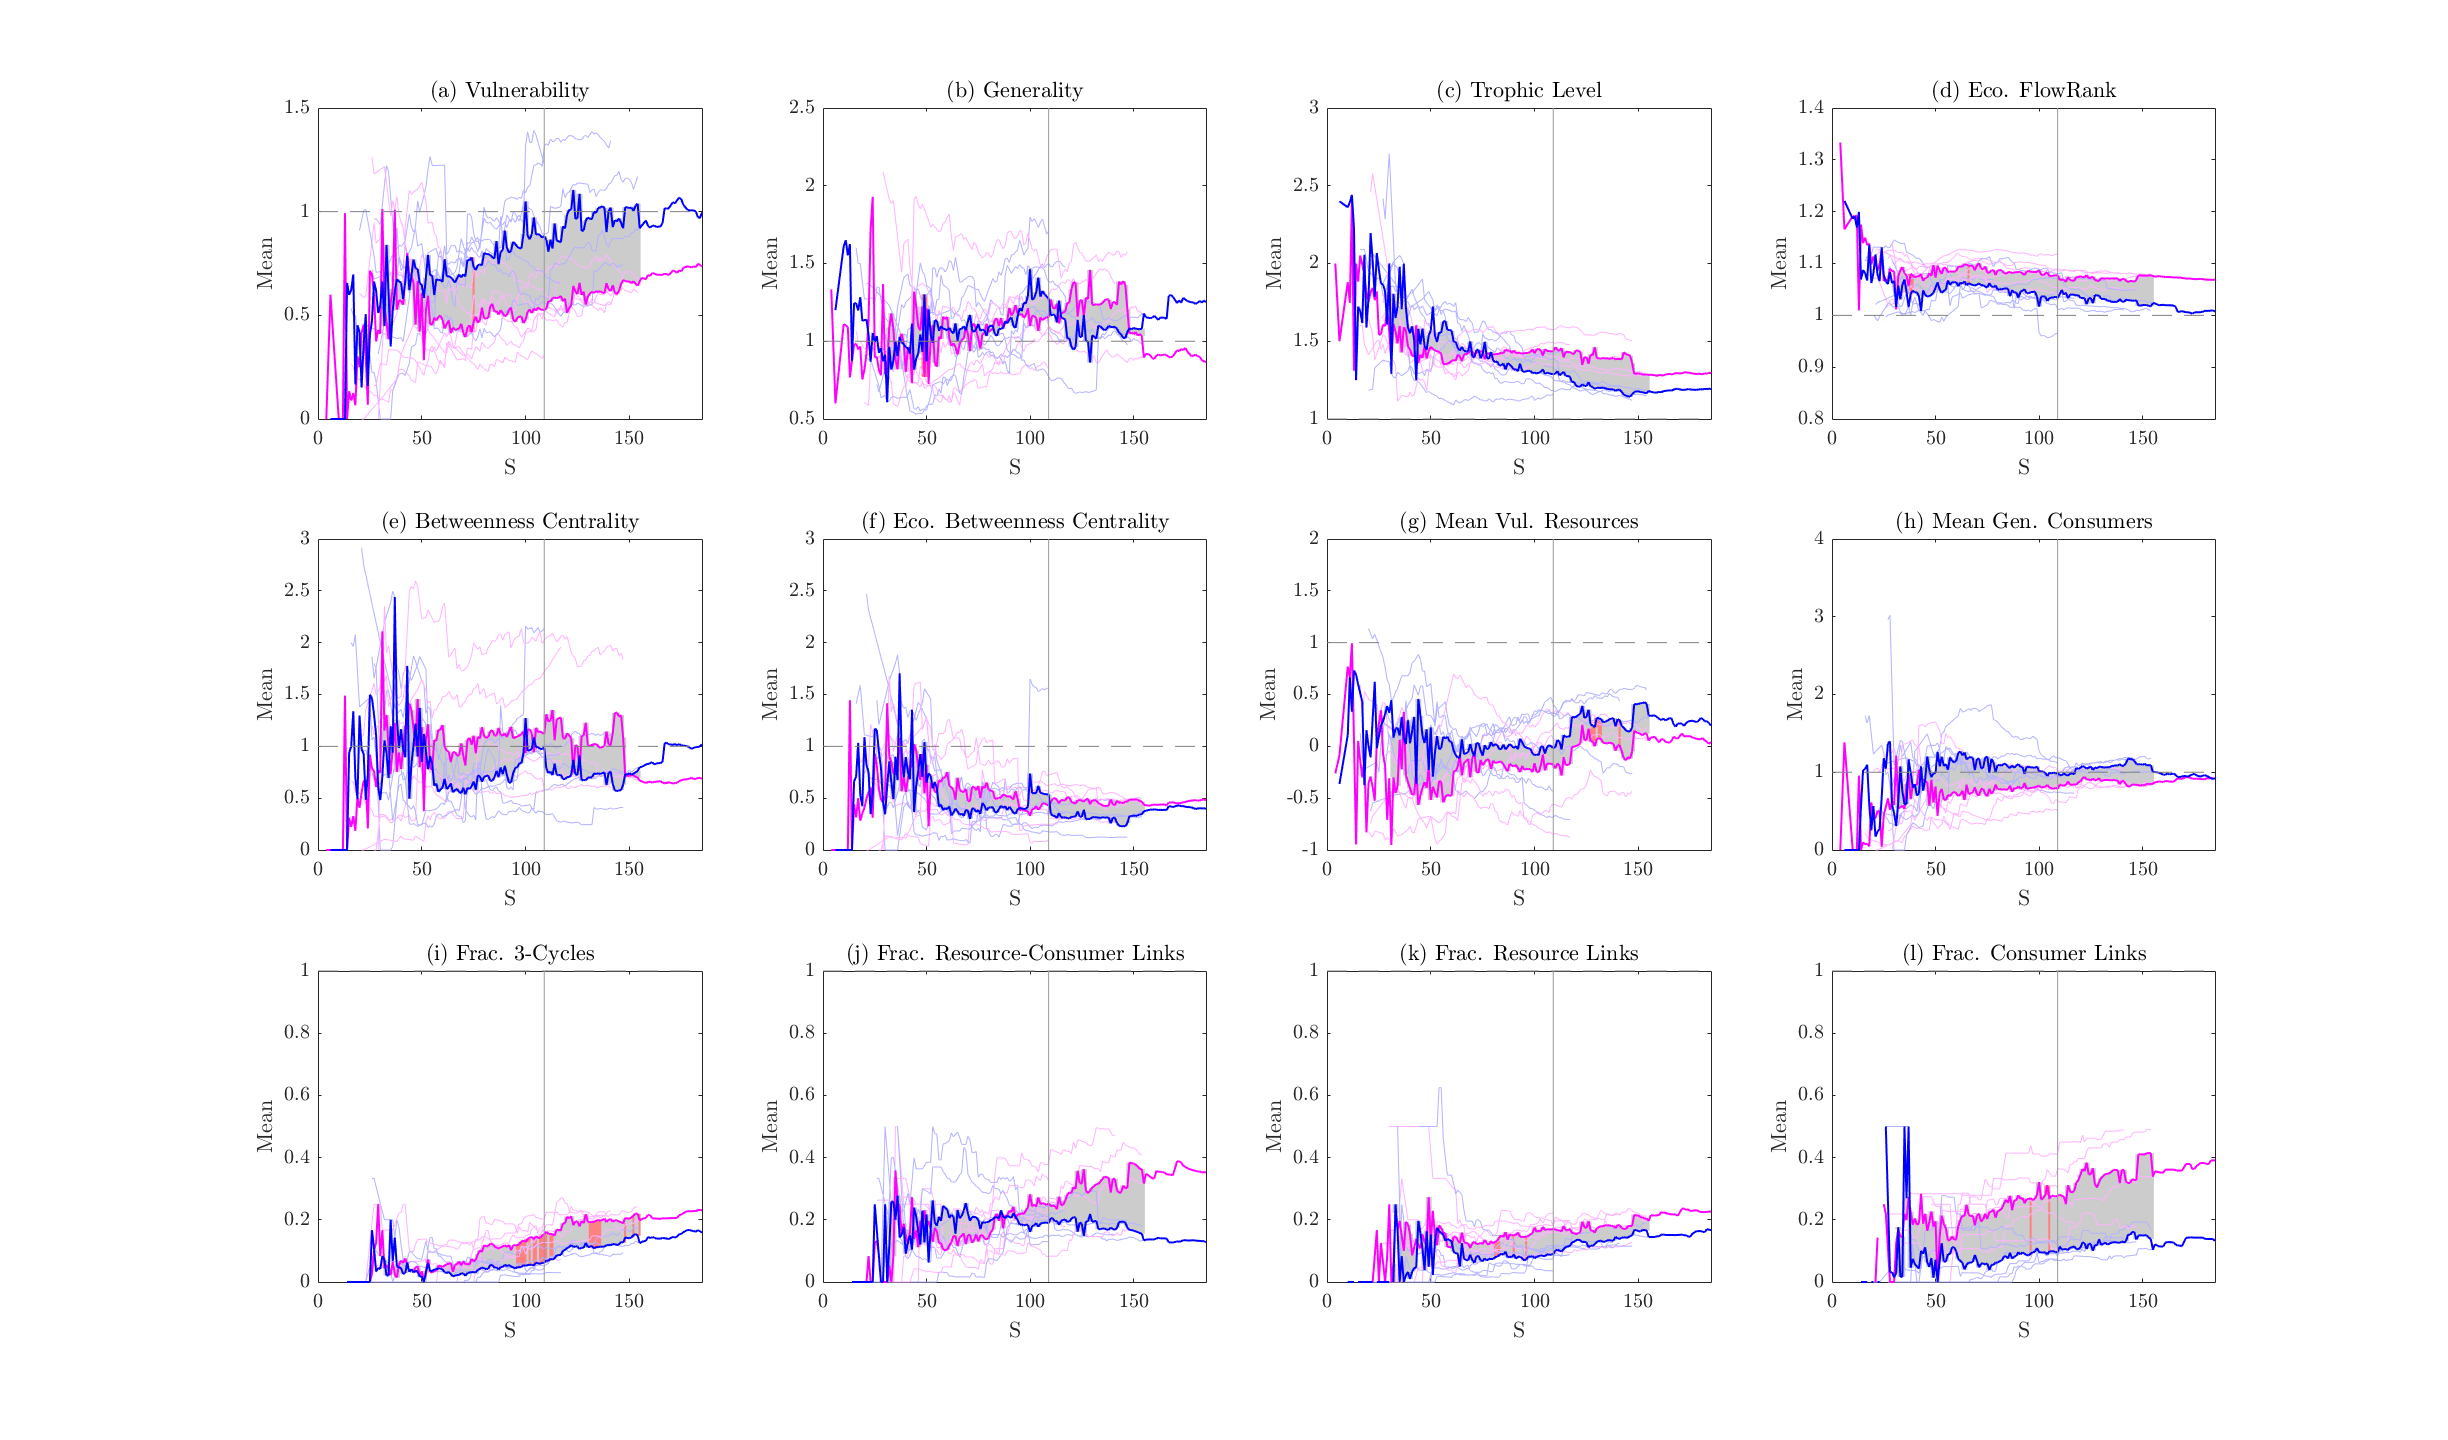 (a) Vulnerability
(b) Generality
(c) Trophic Level
(d) Eco. FlowRank
1.5
1
0.5
0
Mean
0 50 100 150
S
2.5
2
1.5
1
0.5
Mean
0 50 100 150
S
3
2.5
2
1.5
1
Mean
0 50 100 150
S
1.4
1.3
1.2
1.1
1
0.9
0.8
Mean
0 50 100 150
S
(e) Betweenness Centrality
(f) Eco. Betweenness Centrality
(g) Mean Vul. Resources
(h) Mean Gen. Consumers
3
2.5
2
1.5
1
0.5
0
Mean
0 50 100 150
S
3
2.5
2
1.5
1
0.5
0
Mean
0 50 100 150
S
2
1.5
1
0.5
0
-0.5
-1
Mean
0 50 100 150
S
4
3
2
1
0
Mean
0 50 100 150
S
(i) Frac. 3-Cycles
(j) Frac. Resource-Consumer Links
(k) Frac. Resource Links
(l) Frac. Consumer Links
1
0.8
0.6
0.4
0.2
0
Mean
0 50 100 150
S
1
0.8
0.6
0.4
0.2
0
Mean
0 50 100 150
S
1
0.8
0.6
0.4
0.2
0
Mean
0 50 100 150
S
1
0.8
0.6
0.4
0.2
0
Mean
0 50 100 150
S